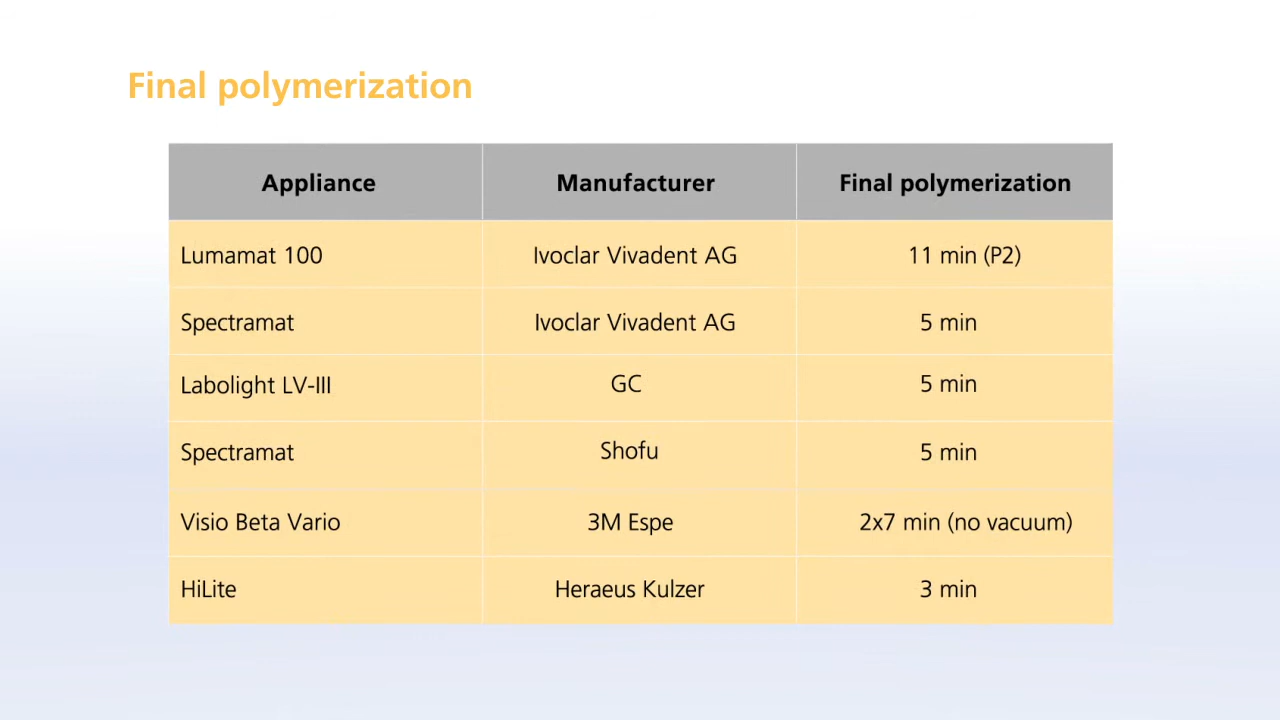 Final polymerization
Appliance Manufacturer Final polymerization
Lumamat 100 Ivoclar Vivadent AG 11 min (P2)
Spectramat Ivoclar Vivadent AG 5 min
Labolight LV-III GC 5 min
Spectramat Shofu 5 min
Visio Beta Vario 3M Espe 2x7 min (no vacuum)
HiLite Heraeus Kulzer 3 min